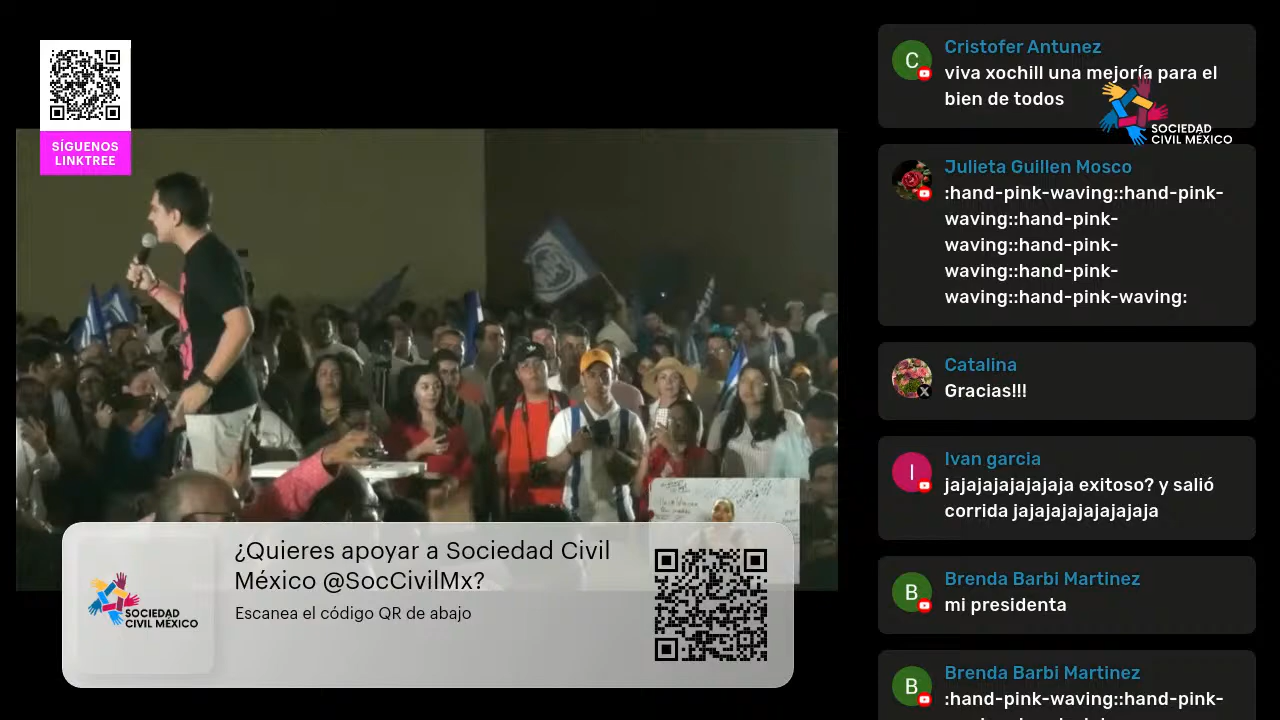 SÍGUENOS
LINKTREE
PAN
¿Quieres apoyar a Sociedad Civil
México @SocCivilMx?
Escanea el código QR de abajo
SOCIEDAD
CIVIL MÉXICO
C
Cristofer Antunez
viva xochill una mejoría para el
bien de todos
SOCIEDAD
CIVIL MÉXICO
Julieta Guillen Mosco
:hand-pink-waving::hand-pink-
waving::hand-pink-
waving::hand-pink-
waving::hand-pink-
waving::hand-pink-waving:
Catalina
X
Gracias!!!
I
Ivan garcia
jajajajajajajaja exitoso? y salió
corrida jajajajajajajajaja
B
Brenda Barbi Martinez
mi presidenta
B
Brenda Barbi Martinez
:hand-pink-waving::hand-pink-